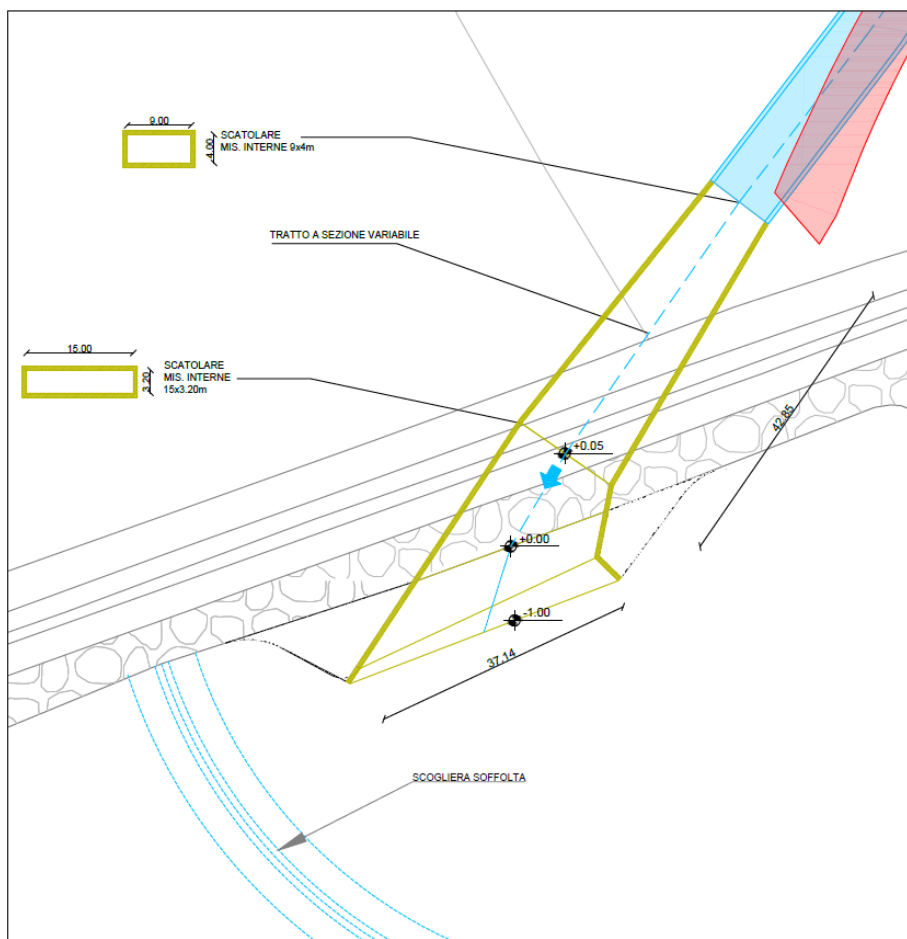 9.00
4.00
SCATOLARE
MIS. INTERNE 9x4m
TRATTO A SEZIONE VARIABILE
15.00
3.20
SCATOLARE
MIS. INTERNE
15x3.20m
42.85
+0.05
+0.00
-1.00
37,14
SCOGLIERA SOFFOLTA